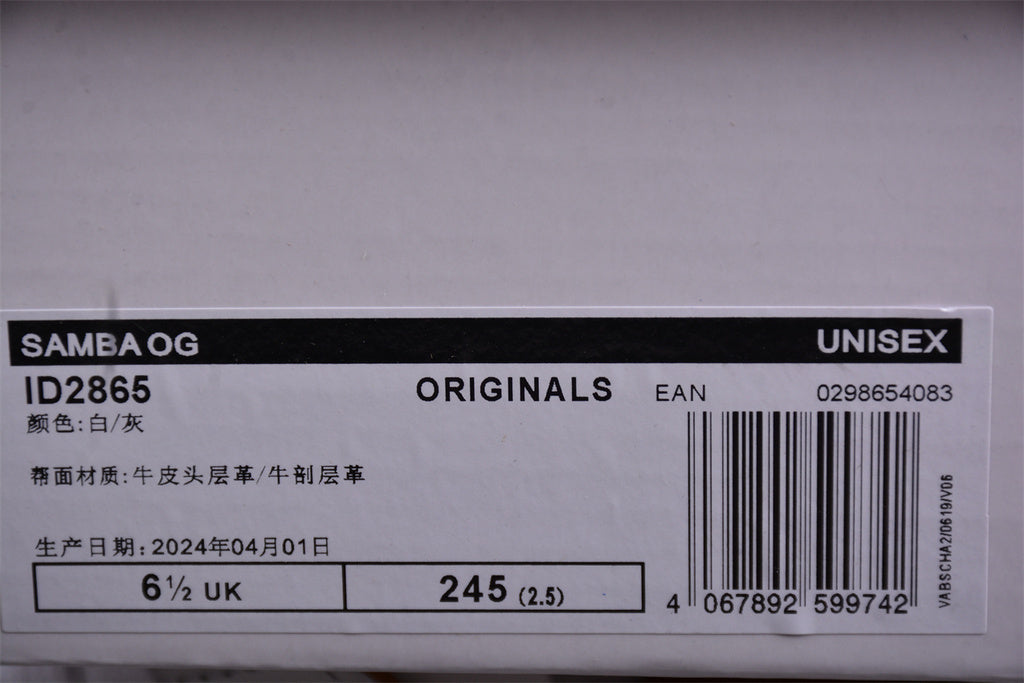 SAMBA OG UNISEX
ID2865 ORIGINALS EAN 0298654083
颜色:白/灰
帮面材质:牛皮头层革/牛剖层革
生产日期:2024年04月01日
6½ UK 245 (2.5)
4 067892 599742
VABSCHA2/0619/V06